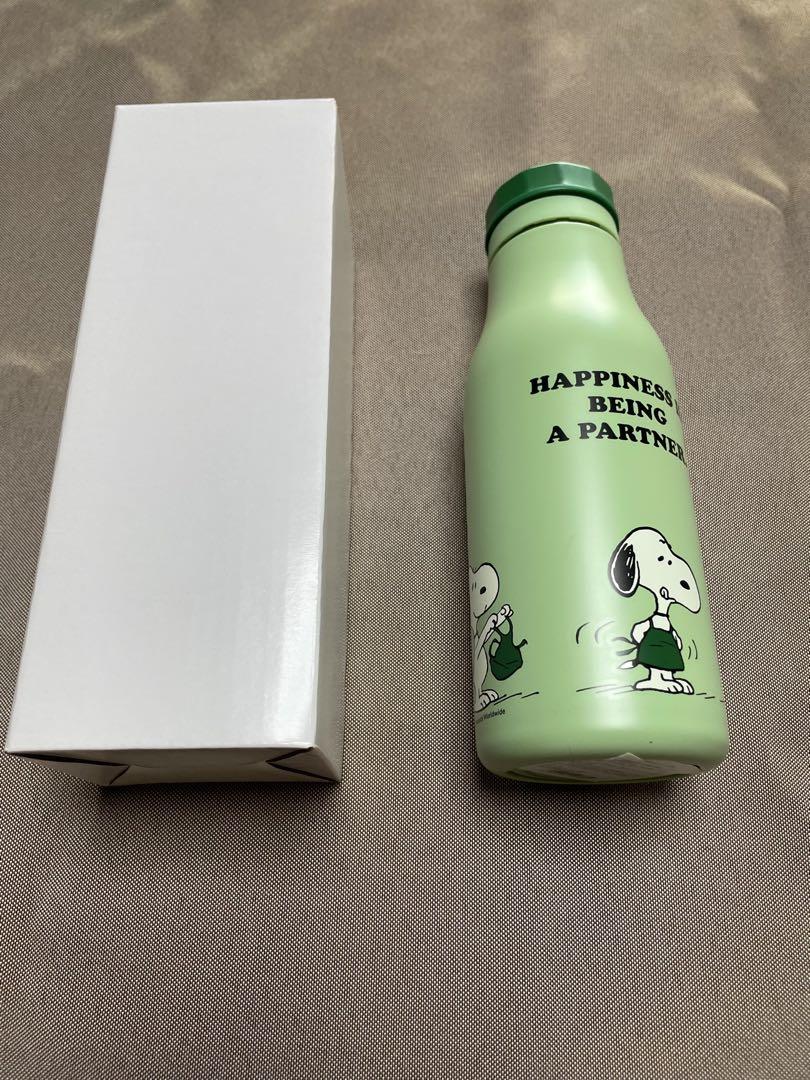 HAPPINESS
BEING
A PARTNER
Worldwide